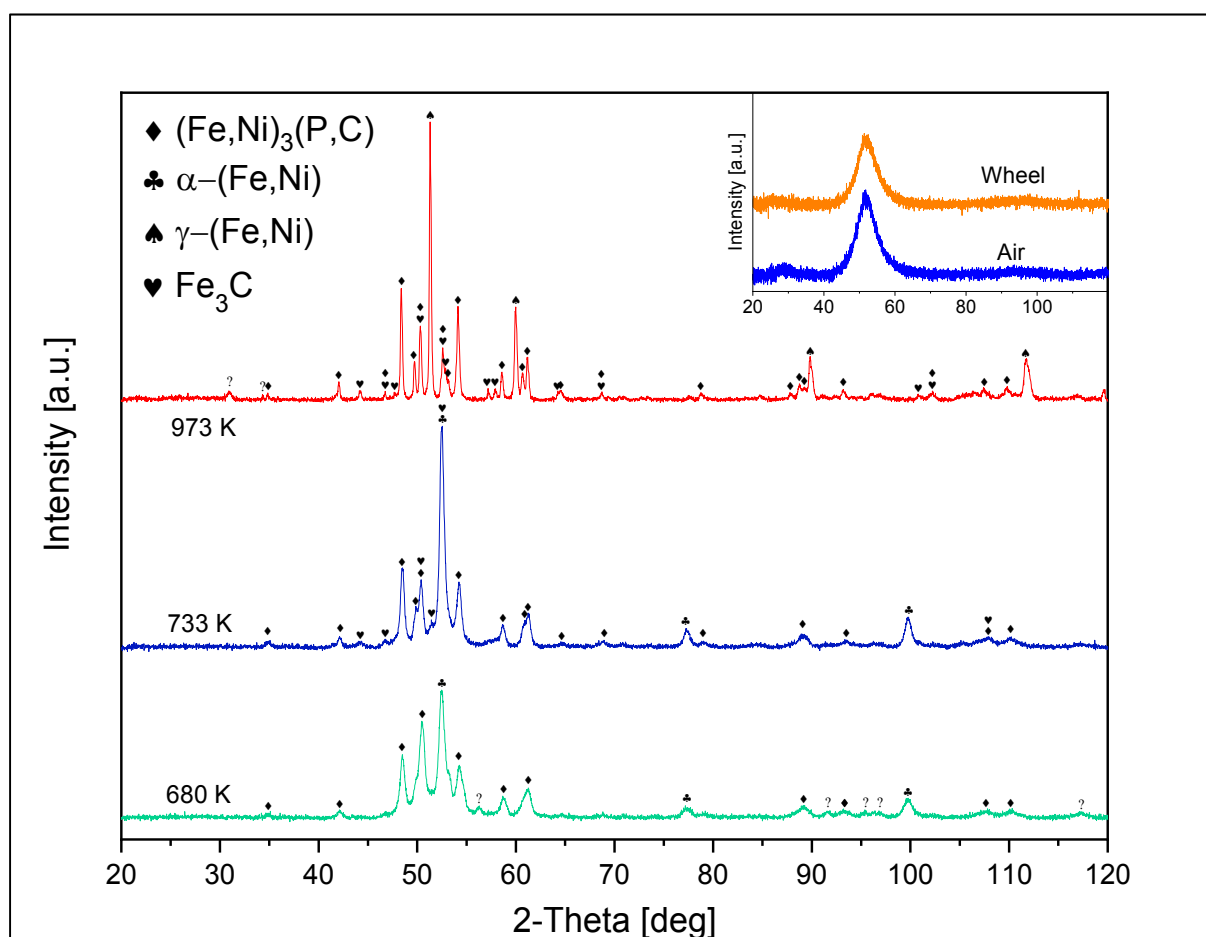 ♦ (Fe,Ni)₃(P,C)
♣ α–(Fe,Ni)
♠ γ–(Fe,Ni)
♥ Fe₃C
Intensity [a.u.]
Wheel
Air
20 40 60 80 100
? ?
973 K
733 K
680 K
? ? ? ? ?
Intensity [a.u.]
20 30 40 50 60 70 80 90 100 110 120
2-Theta [deg]